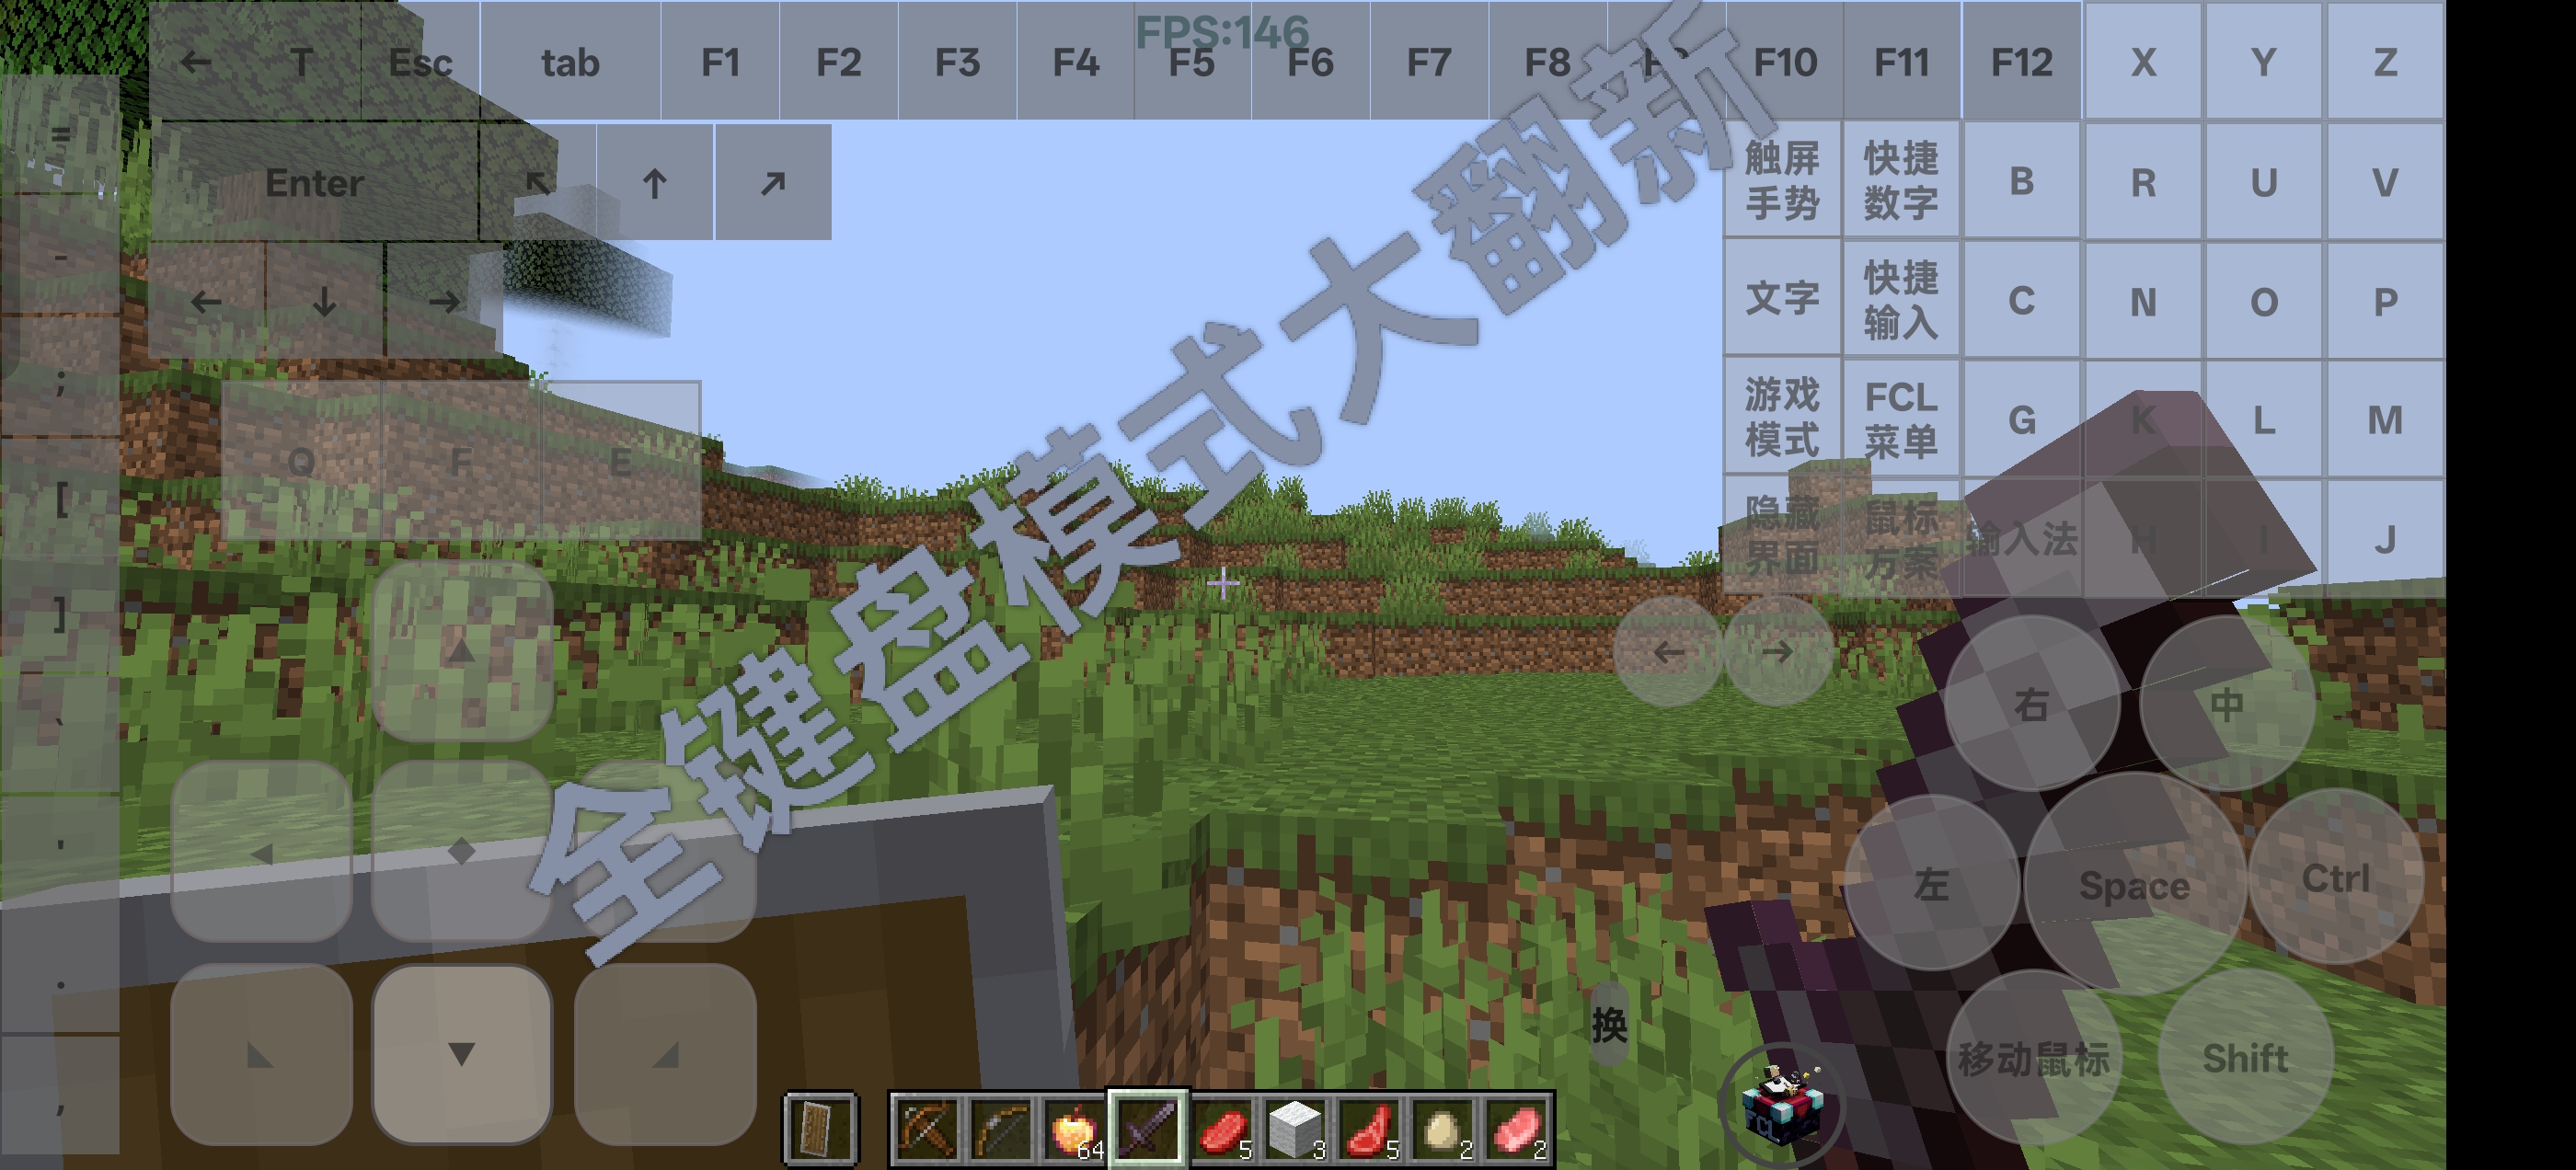 FPS:146
← T Esc tab F1 F2 F3 F4 F5 F6 F7 F8 F9 F10 F11 F12 X Y Z
=
Enter ↖ ↑ ↗
触屏
手势
快捷
数字
B R U V
-
← ↓ →
文字
快捷
输入
C N O P
;
游戏
模式
FCL
菜单
G K L M
Q F E
[
隐藏
界面
鼠标
方案
输入法 H I J
]
全键盘模式大翻新
▲
← →
右 中
`
◀ ◆
'
左 Space Ctrl
.
换
◣ ▼ ◢
移动鼠标 Shift
,
FCL
64 5 3 5 2 2